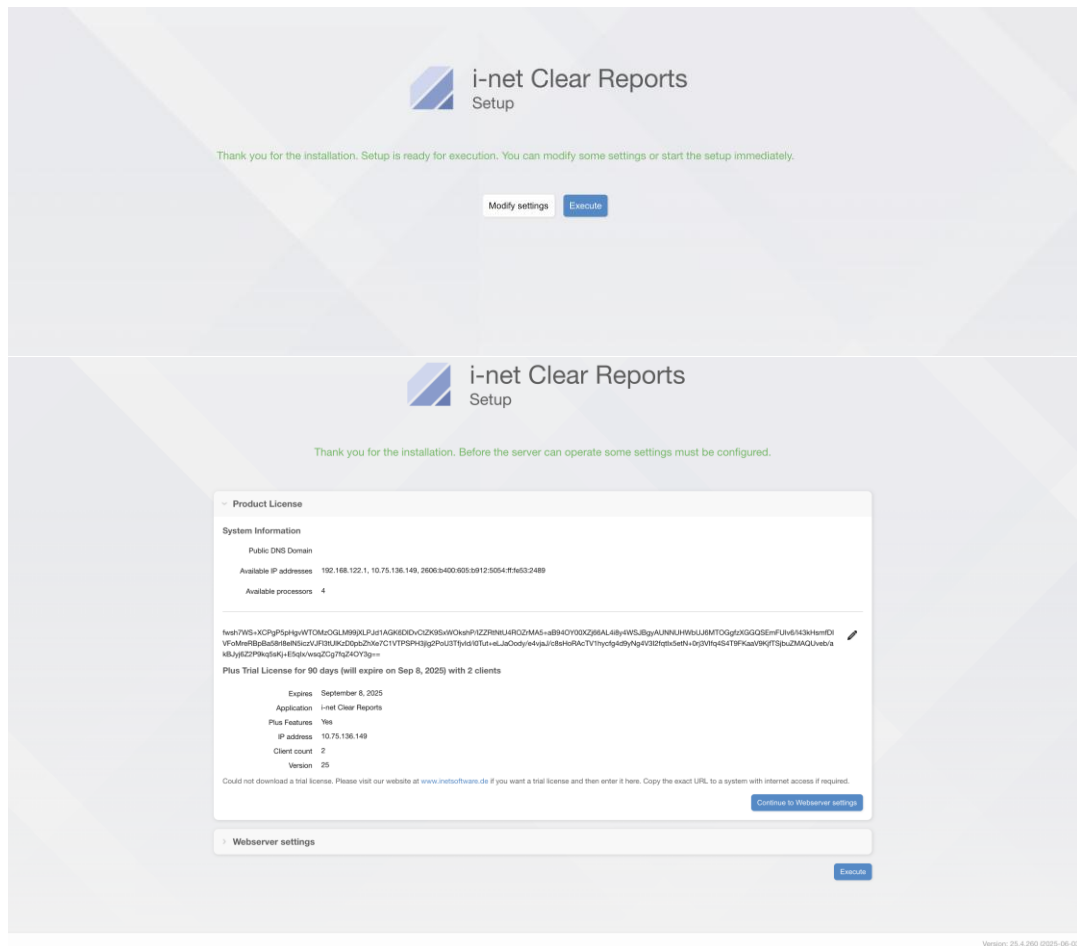 i-net Clear Reports
Setup
Thank you for the installation. Setup is ready for execution. You can modify some settings or start the setup immediately.
Modify settings
Execute
i-net Clear Reports
Setup
Thank you for the installation. Before the server can operate some settings must be configured.
Product License
System Information
Public DNS Domain
Available IP addresses 192.168.122.1, 10.75.136.149, 2606:b400:605:b912:5054:ff:fe53:2489
Available processors 4
Plus Trial License for 90 days (will expire on Sep 8, 2025) with 2 clients
Expires September 8, 2025
Application i-net Clear Reports
Plus Features Yes
IP address 10.75.136.149
Client count 2
Version 25
Could not download a trial license. Please visit our website at www.inetsoftware.de if you want a trial license and then enter it here. Copy the exact URL to a system with internet access if required.
Continue to Webserver settings
Webserver settings
Execute
Version: 25.4.260